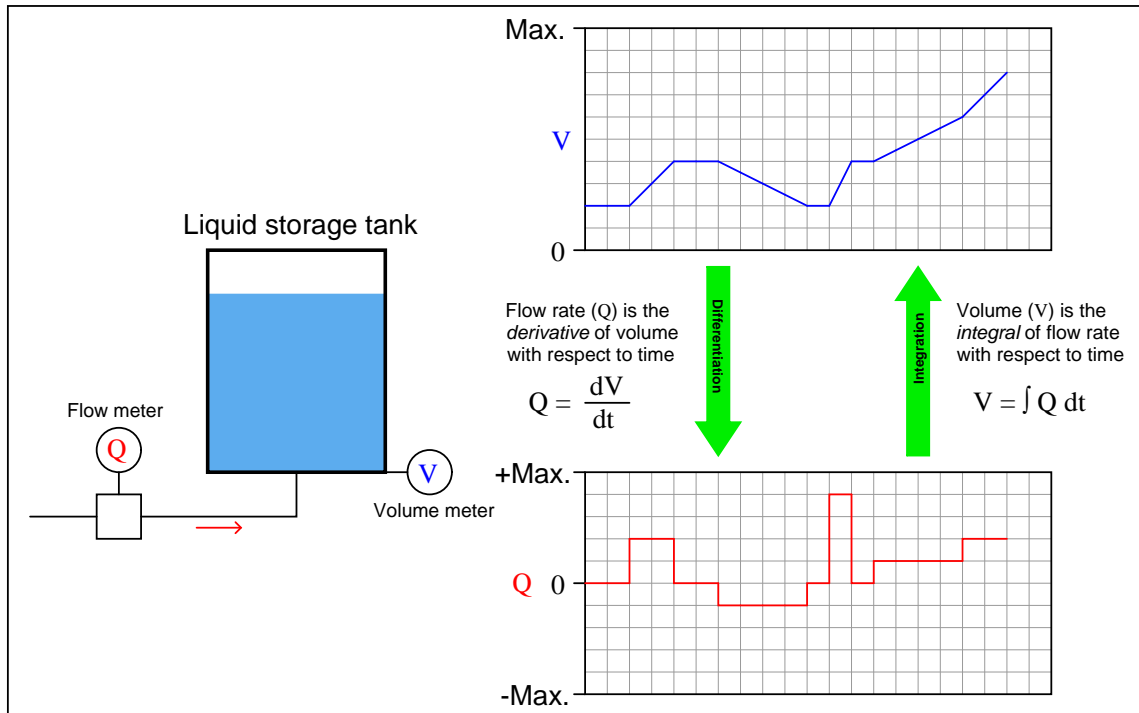 Liquid storage tank
Flow meter
Q
V
Volume meter
Max.
V
0
Flow rate (Q) is the
derivative of volume
with respect to time
Q = dV
dt
Differentiation
Integration
Volume (V) is the
integral of flow rate
with respect to time
V = ∫ Q dt
+Max.
Q 0
-Max.